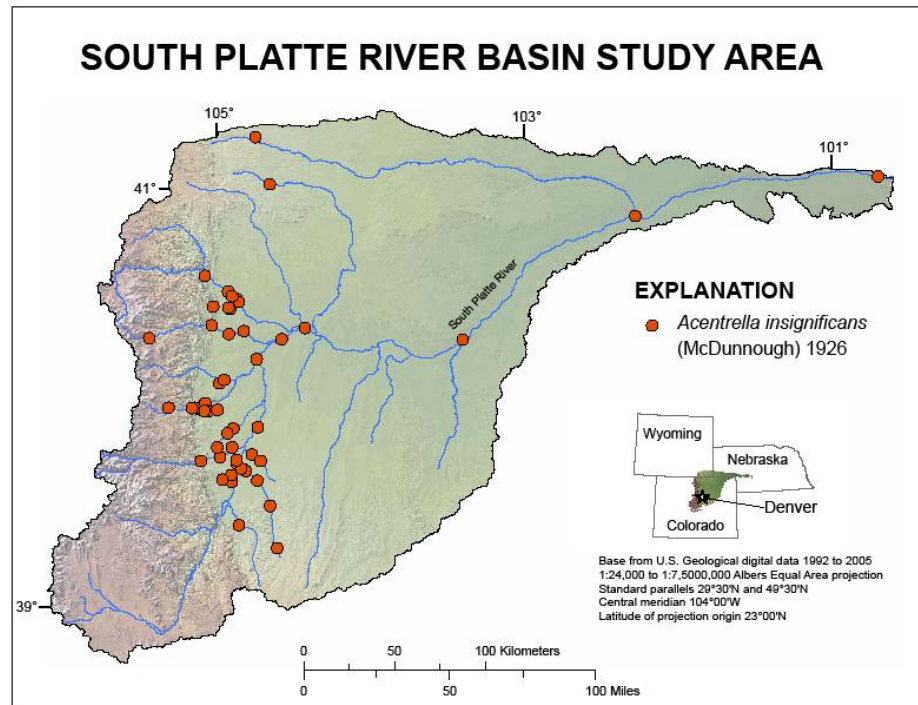 SOUTH PLATTE RIVER BASIN STUDY AREA
105°
103°
101°
41°
South Platte River
EXPLANATION
Acentrella insignificans
(McDunnough) 1926
Wyoming
Nebraska
Denver
Colorado
Base from U.S. Geological digital data 1992 to 2005
1:24,000 to 1:7,5000,000 Albers Equal Area projection
Standard parallels 29°30'N and 49°30'N
Central meridian 104°00'W
Latitude of projection origin 23°00'N
39°
0 50 100 Kilometers
0 50 100 Miles